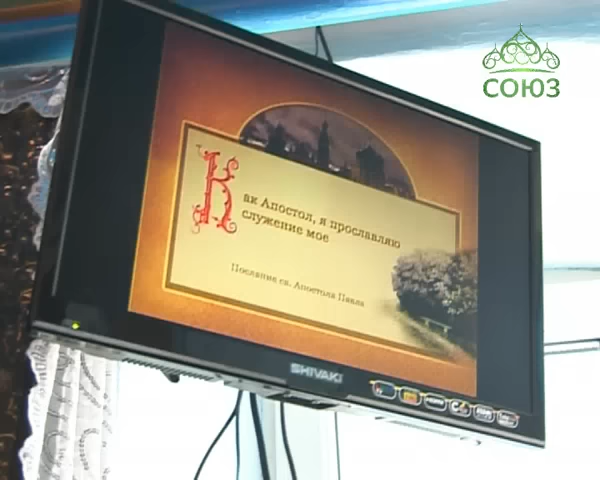 СОЮЗ
Как Апостол, я прославляю
служение мое
Послание св. Апостола Павла
SHIVAKI